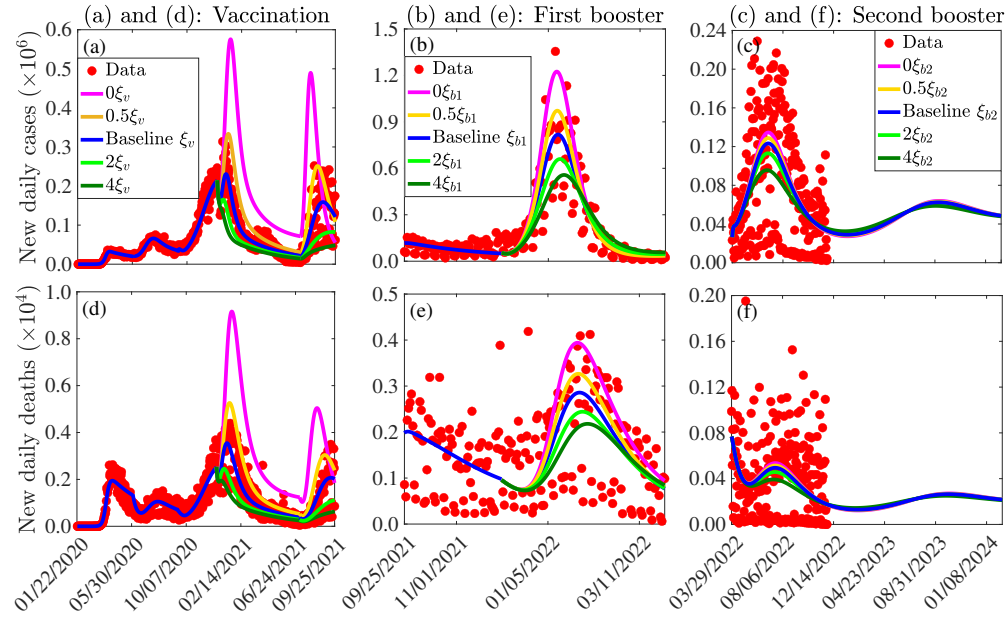 (a) and (d): Vaccination
(b) and (e): First booster
(c) and (f): Second booster
New daily cases (×10⁶)
0.6
0.5
0.4
0.3
0.2
0.1
0.0
(a)
Data
0ξᵥ
0.5ξᵥ
Baseline ξᵥ
2ξᵥ
4ξᵥ
1.5
1.2
0.9
0.6
0.3
0.0
(b)
Data
0ξb1
0.5ξb1
Baseline ξb1
2ξb1
4ξb1
0.24
0.20
0.16
0.12
0.08
0.04
0.00
(c)
Data
0ξb2
0.5ξb2
Baseline ξb2
2ξb2
4ξb2
New daily deaths (×10⁴)
1.0
0.8
0.6
0.4
0.2
0.0
(d)
01/22/2020
05/30/2020
10/07/2020
02/14/2021
06/24/2021
09/25/2021
0.5
0.4
0.3
0.2
0.1
0.0
(e)
09/25/2021
11/01/2021
01/05/2022
03/11/2022
0.20
0.16
0.12
0.08
0.04
0.00
(f)
03/29/2022
08/06/2022
12/14/2022
04/23/2023
08/31/2023
01/08/2024